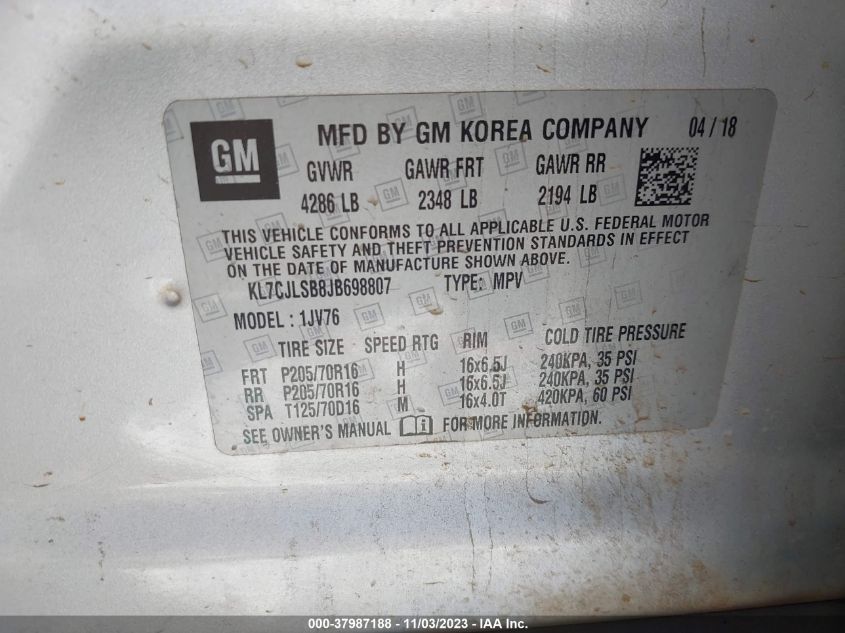 GM MFD BY GM KOREA COMPANY 04 / 18
GVWR GAWR FRT GAWR RR
4286 LB 2348 LB 2194 LB
THIS VEHICLE CONFORMS TO ALL APPLICABLE U.S. FEDERAL MOTOR
VEHICLE SAFETY AND THEFT PREVENTION STANDARDS IN EFFECT
ON THE DATE OF MANUFACTURE SHOWN ABOVE.
KL7CJLSB8JB698807 TYPE: MPV
MODEL : 1JV76
TIRE SIZE SPEED RTG RIM COLD TIRE PRESSURE
FRT P205/70R16 H 16x6.5J 240KPA, 35 PSI
RR P205/70R16 H 16x6.5J 240KPA, 35 PSI
SPA T125/70D16 M 16x4.0T 420KPA, 60 PSI
SEE OWNER'S MANUAL FOR MORE INFORMATION.
000-37987188 - 11/03/2023 - IAA Inc.